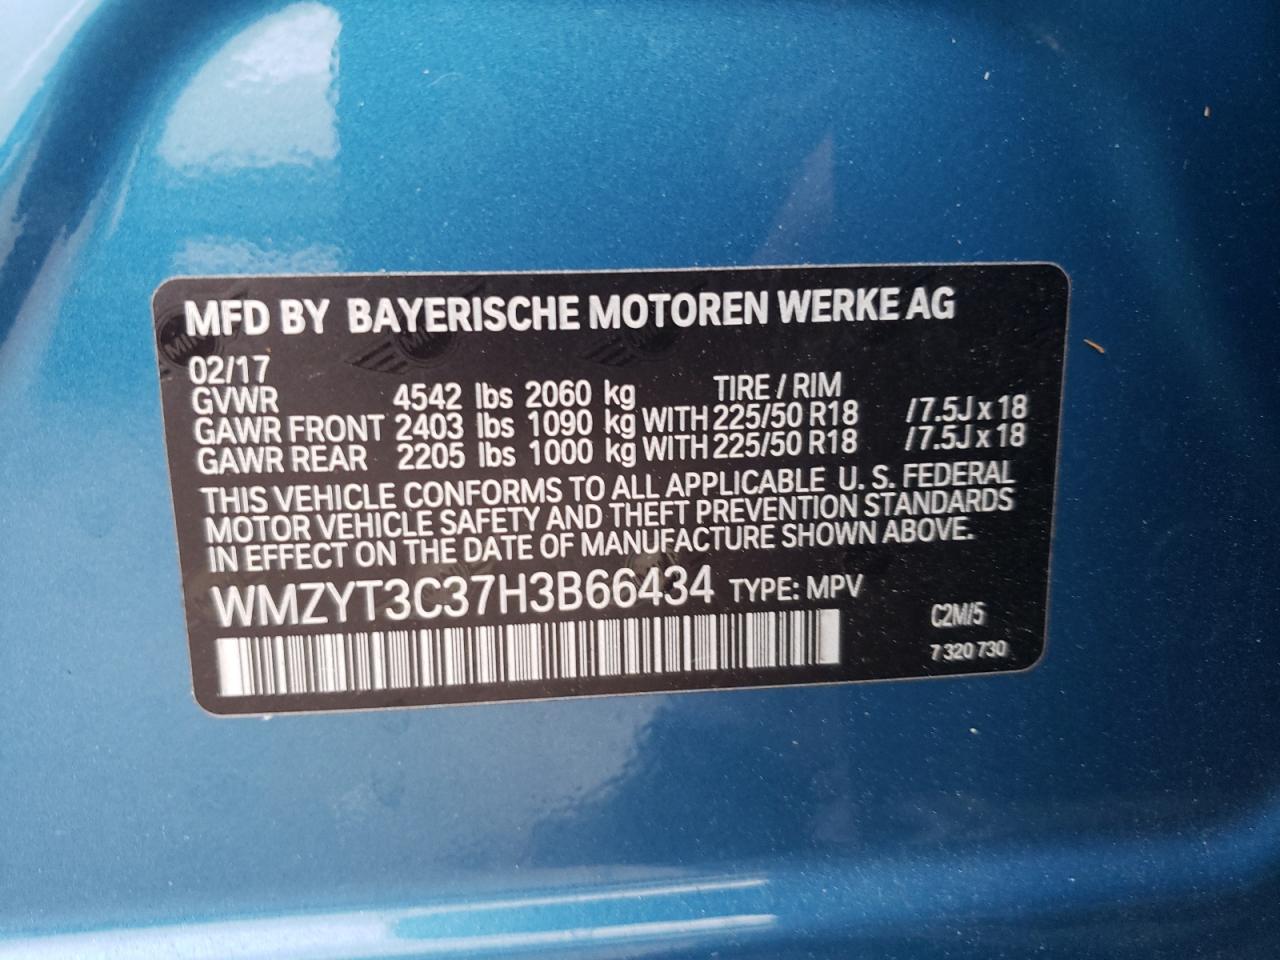 MFD BY BAYERISCHE MOTOREN WERKE AG
02/17
GVWR 4542 lbs 2060 kg TIRE / RIM
GAWR FRONT 2403 lbs 1090 kg WITH 225/50 R18 /7.5J x 18
GAWR REAR 2205 lbs 1000 kg WITH 225/50 R18 /7.5J x 18
THIS VEHICLE CONFORMS TO ALL APPLICABLE U. S. FEDERAL
MOTOR VEHICLE SAFETY AND THEFT PREVENTION STANDARDS
IN EFFECT ON THE DATE OF MANUFACTURE SHOWN ABOVE.
WMZYT3C37H3B66434 TYPE: MPV
C2M/5
7 320 730